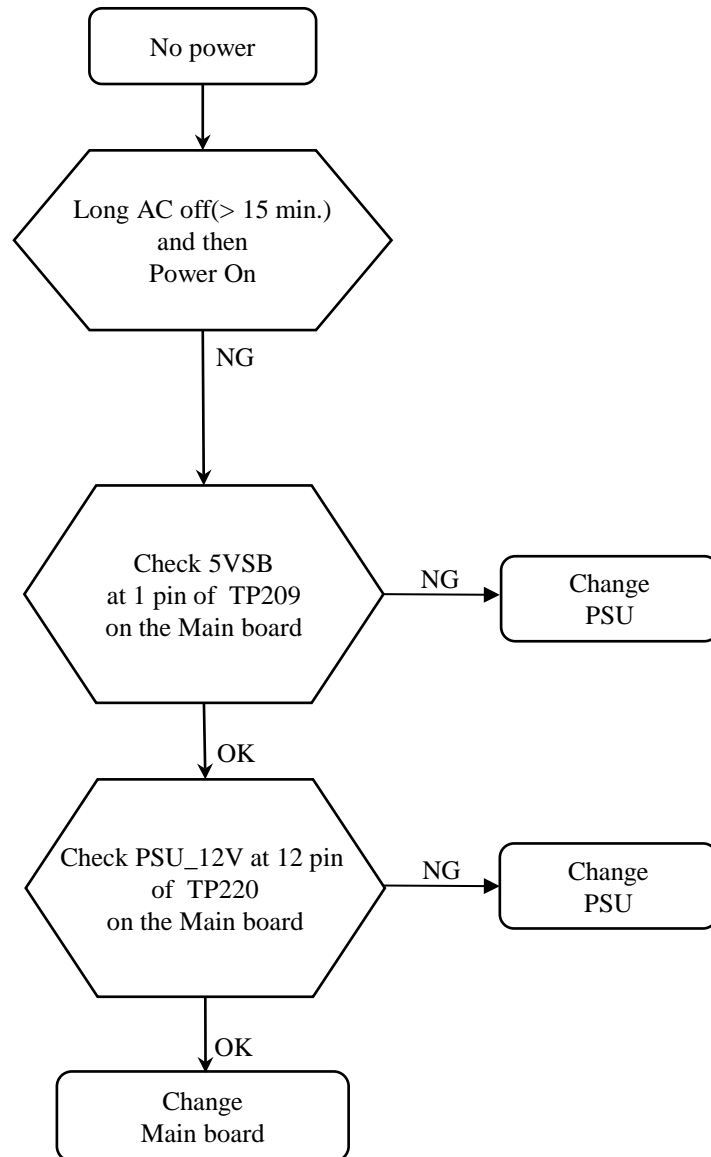 No power
Long AC off(> 15 min.)
and then
Power On
NG
Check 5VSB
at 1 pin of  TP209
on the Main board
NG
Change
PSU
OK
Check PSU_12V at 12 pin
of  TP220
on the Main board
NG
Change
PSU
OK
Change
Main board